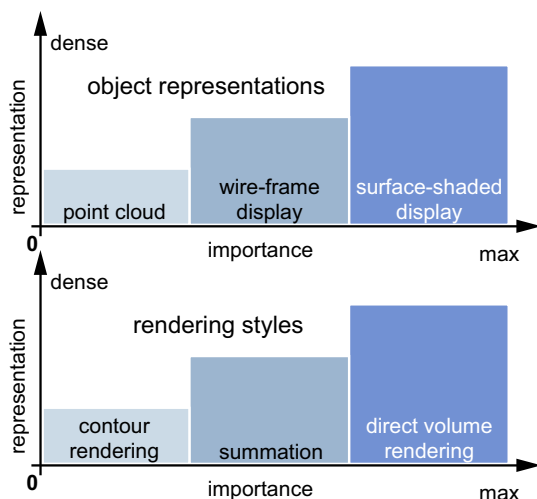 dense
object representations
representation
point cloud
wire-frame
display
surface-shaded
display
0
importance
max
dense
rendering styles
representation
contour
rendering
summation
direct volume
rendering
0
importance
max